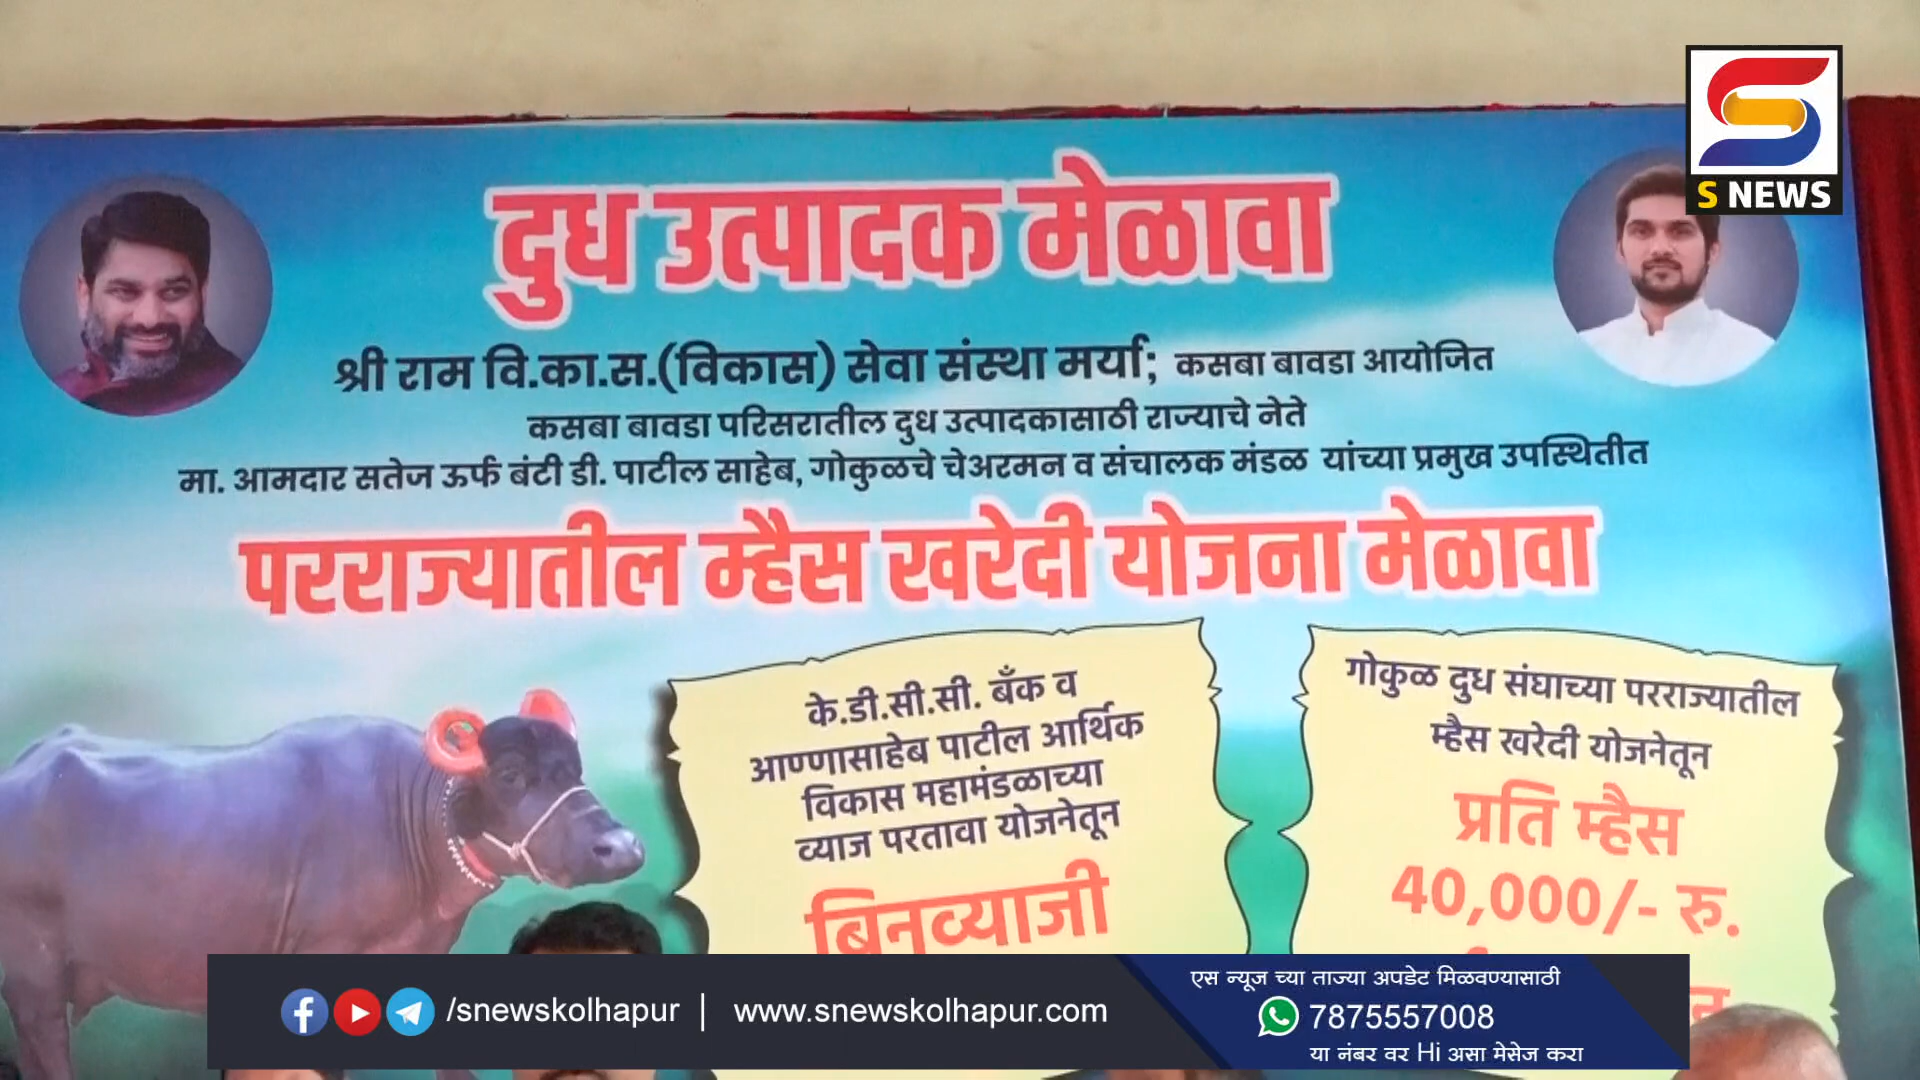 S NEWS
दुध उत्पादक मेळावा
श्री राम वि.का.स.(विकास) सेवा संस्था मर्या; कसबा बावडा आयोजित
कसबा बावडा परिसरातील दुध उत्पादकासाठी राज्याचे नेते
मा. आमदार सतेज ऊर्फ बंटी डी. पाटील साहेब, गोकुळचे चेअरमन व संचालक मंडळ यांच्या प्रमुख उपस्थितीत
परराज्यातील म्हैस खरेदी योजना मेळावा
के.डी.सी.सी. बँक व
आण्णासाहेब पाटील आर्थिक
विकास महामंडळाच्या
व्याज परतावा योजनेतून
बिनव्याजी
गोकुळ दुध संघाच्या परराज्यातील
म्हैस खरेदी योजनेतून
प्रति म्हैस
40,000/- रु.
/snewskolhapur | www.snewskolhapur.com
एस न्यूज च्या ताज्या अपडेट मिळवण्यासाठी
7875557008
या नंबर वर Hi असा मेसेज करा